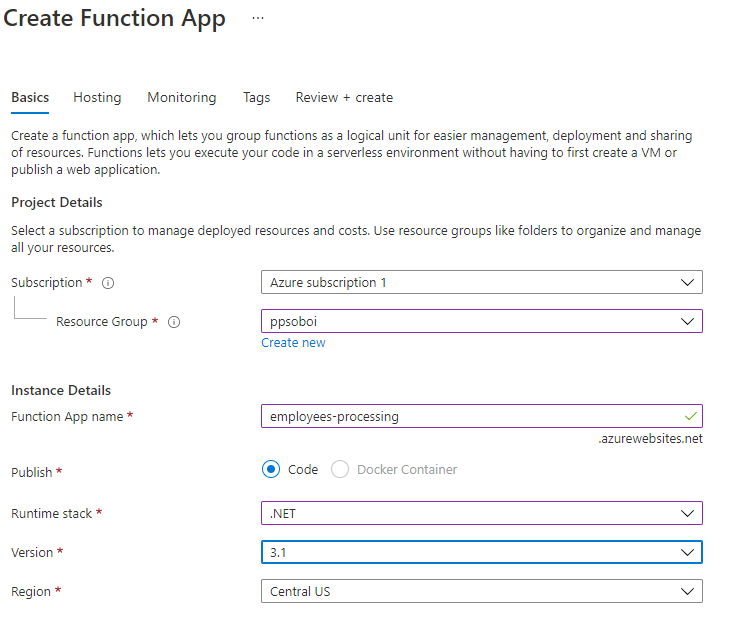 Create Function App ...
Basics Hosting Monitoring Tags Review + create
Create a function app, which lets you group functions as a logical unit for easier management, deployment and sharing
of resources. Functions lets you execute your code in a serverless environment without having to first create a VM or
publish a web application.
Project Details
Select a subscription to manage deployed resources and costs. Use resource groups like folders to organize and manage
all your resources.
Subscription * Azure subscription 1
Resource Group * ppsoboi
Create new
Instance Details
Function App name * employees-processing
.azurewebsites.net
Publish * Code Docker Container
Runtime stack * .NET
Version * 3.1
Region * Central US